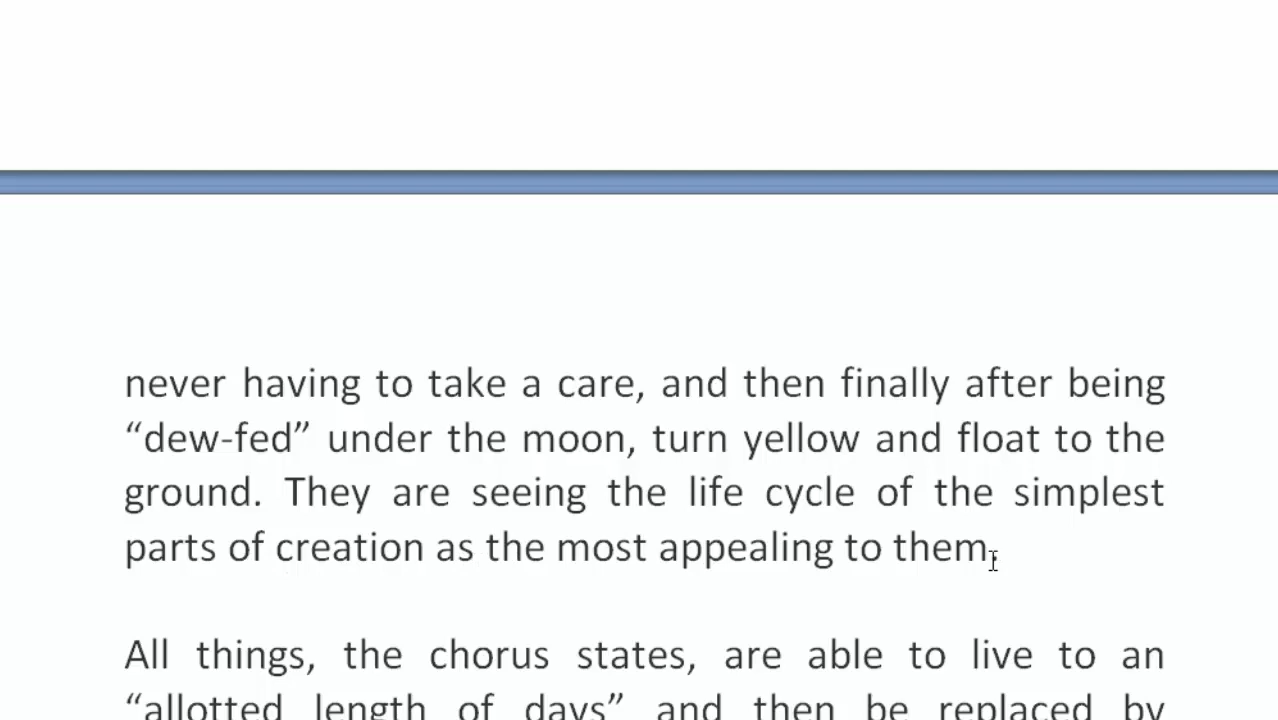 never having to take a care, and then finally after being
“dew-fed” under the moon, turn yellow and float to the
ground. They are seeing the life cycle of the simplest
parts of creation as the most appealing to them.
All things, the chorus states, are able to live to an
“allotted length of days” and then be replaced by